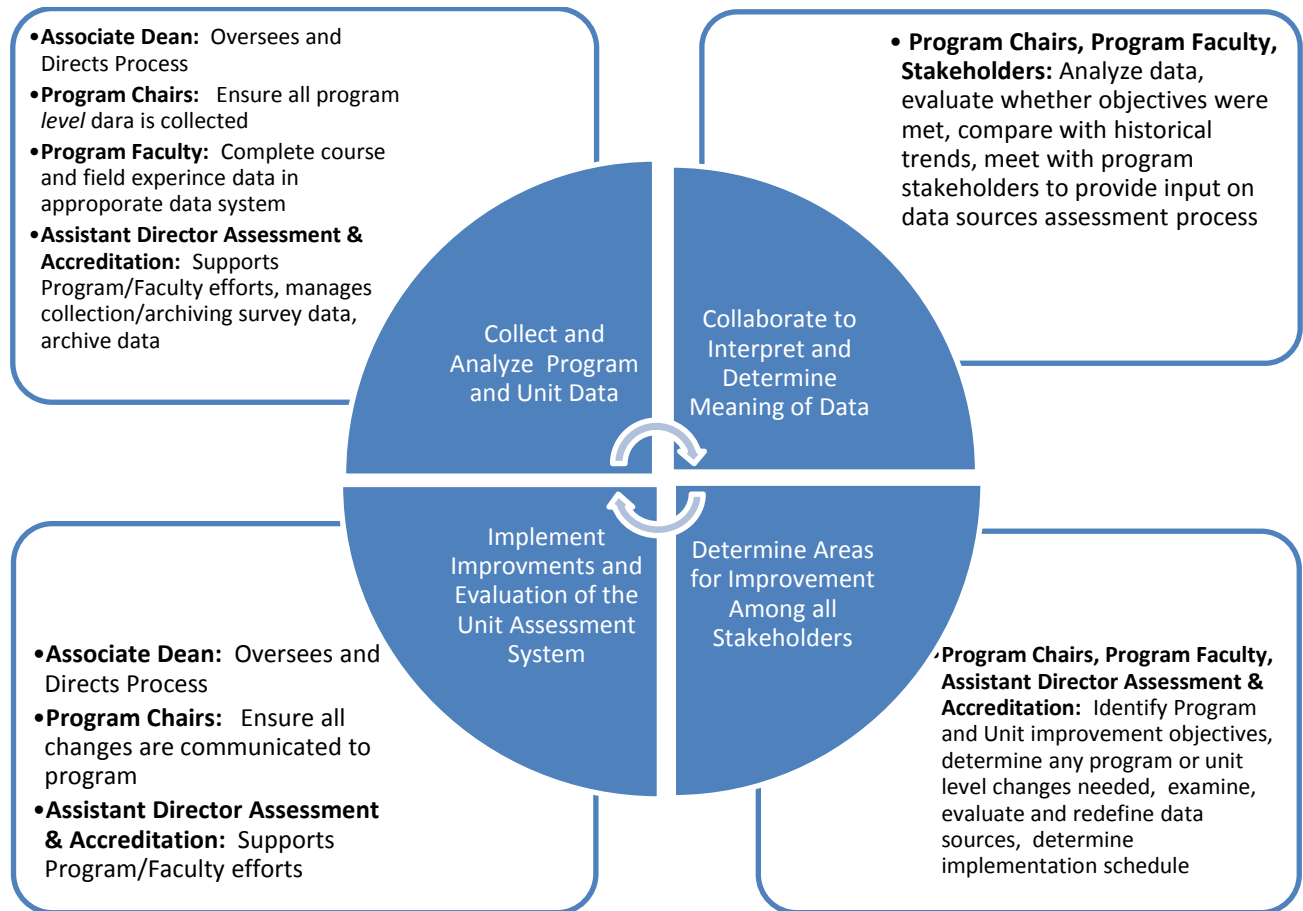 •Associate Dean: Oversees and
Directs Process
•Program Chairs: Ensure all program
level dara is collected
•Program Faculty: Complete course
and field experince data in
approporate data system
•Assistant Director Assessment &
Accreditation: Supports
Program/Faculty efforts, manages
collection/archiving survey data,
archive data
• Program Chairs, Program Faculty,
Stakeholders: Analyze data,
evaluate whether objectives were
met, compare with historical
trends, meet with program
stakeholders to provide input on
data sources assessment process
Collect and
Analyze Program
and Unit Data
Collaborate to
Interpret and
Determine
Meaning of Data
Implement
Improvments and
Evaluation of the
Unit Assessment
System
Determine Areas
for Improvement
Among all
Stakeholders
•Associate Dean: Oversees and
Directs Process
•Program Chairs: Ensure all
changes are communicated to
program
•Assistant Director Assessment
& Accreditation: Supports
Program/Faculty efforts
•Program Chairs, Program Faculty,
Assistant Director Assessment &
Accreditation: Identify Program
and Unit improvement objectives,
determine any program or unit
level changes needed, examine,
evaluate and redefine data
sources, determine
implementation schedule